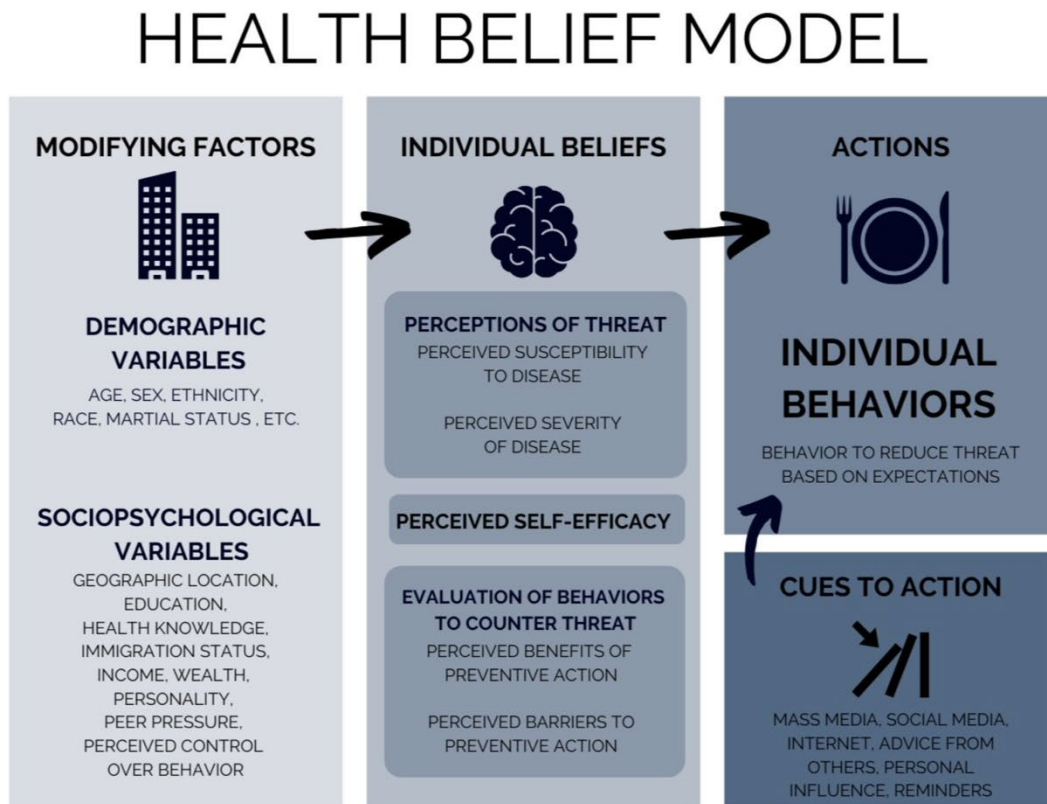 HEALTH BELIEF MODEL
MODIFYING FACTORS
DEMOGRAPHIC
VARIABLES
AGE, SEX, ETHNICITY,
RACE, MARTIAL STATUS , ETC.
SOCIOPSYCHOLOGICAL
VARIABLES
GEOGRAPHIC LOCATION,
EDUCATION,
HEALTH KNOWLEDGE,
IMMIGRATION STATUS,
INCOME, WEALTH,
PERSONALITY,
PEER PRESSURE,
PERCEIVED CONTROL
OVER BEHAVIOR
INDIVIDUAL BELIEFS
PERCEPTIONS OF THREAT
PERCEIVED SUSCEPTIBILITY
TO DISEASE
PERCEIVED SEVERITY
OF DISEASE
PERCEIVED SELF-EFFICACY
EVALUATION OF BEHAVIORS
TO COUNTER THREAT
PERCEIVED BENEFITS OF
PREVENTIVE ACTION
PERCEIVED BARRIERS TO
PREVENTIVE ACTION
ACTIONS
INDIVIDUAL
BEHAVIORS
BEHAVIOR TO REDUCE THREAT
BASED ON EXPECTATIONS
CUES TO ACTION
MASS MEDIA, SOCIAL MEDIA,
INTERNET, ADVICE FROM
OTHERS, PERSONAL
INFLUENCE, REMINDERS